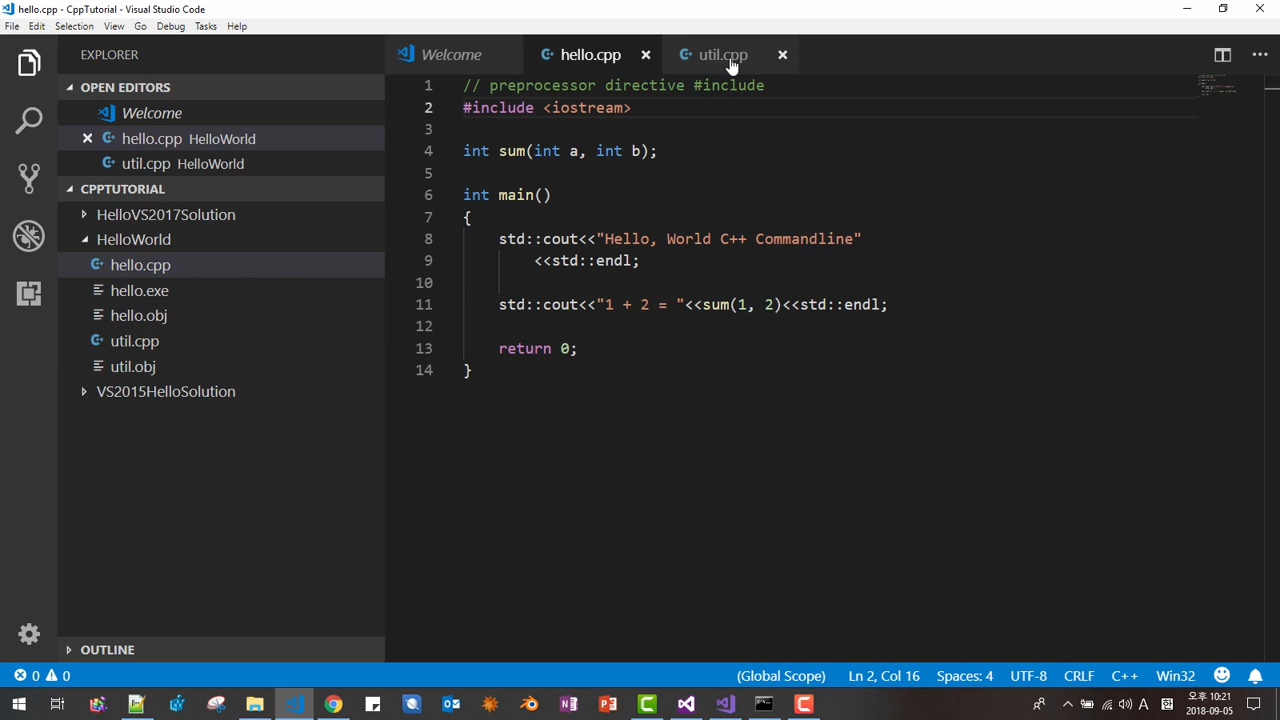 hello.cpp - CppTutorial - Visual Studio Code
File Edit Selection View Go Debug Tasks Help
EXPLORER
Welcome
hello.cpp
util.cpp
OPEN EDITORS
Welcome
hello.cpp HelloWorld
util.cpp HelloWorld
CPPTUTORIAL
HelloVS2017Solution
HelloWorld
hello.cpp
hello.exe
hello.obj
util.cpp
util.obj
VS2015HelloSolution
OUTLINE
1 // preprocessor directive #include
2 #include <iostream>
3
4 int sum(int a, int b);
5
6 int main()
7 {
8 std::cout<<"Hello, World C++ Commandline"
9 <<std::endl;
10
11 std::cout<<"1 + 2 = "<<sum(1, 2)<<std::endl;
12
13 return 0;
14 }
0 0
(Global Scope) Ln 2, Col 16 Spaces: 4 UTF-8 CRLF C++ Win32
A
오후 10:21
2018-09-05